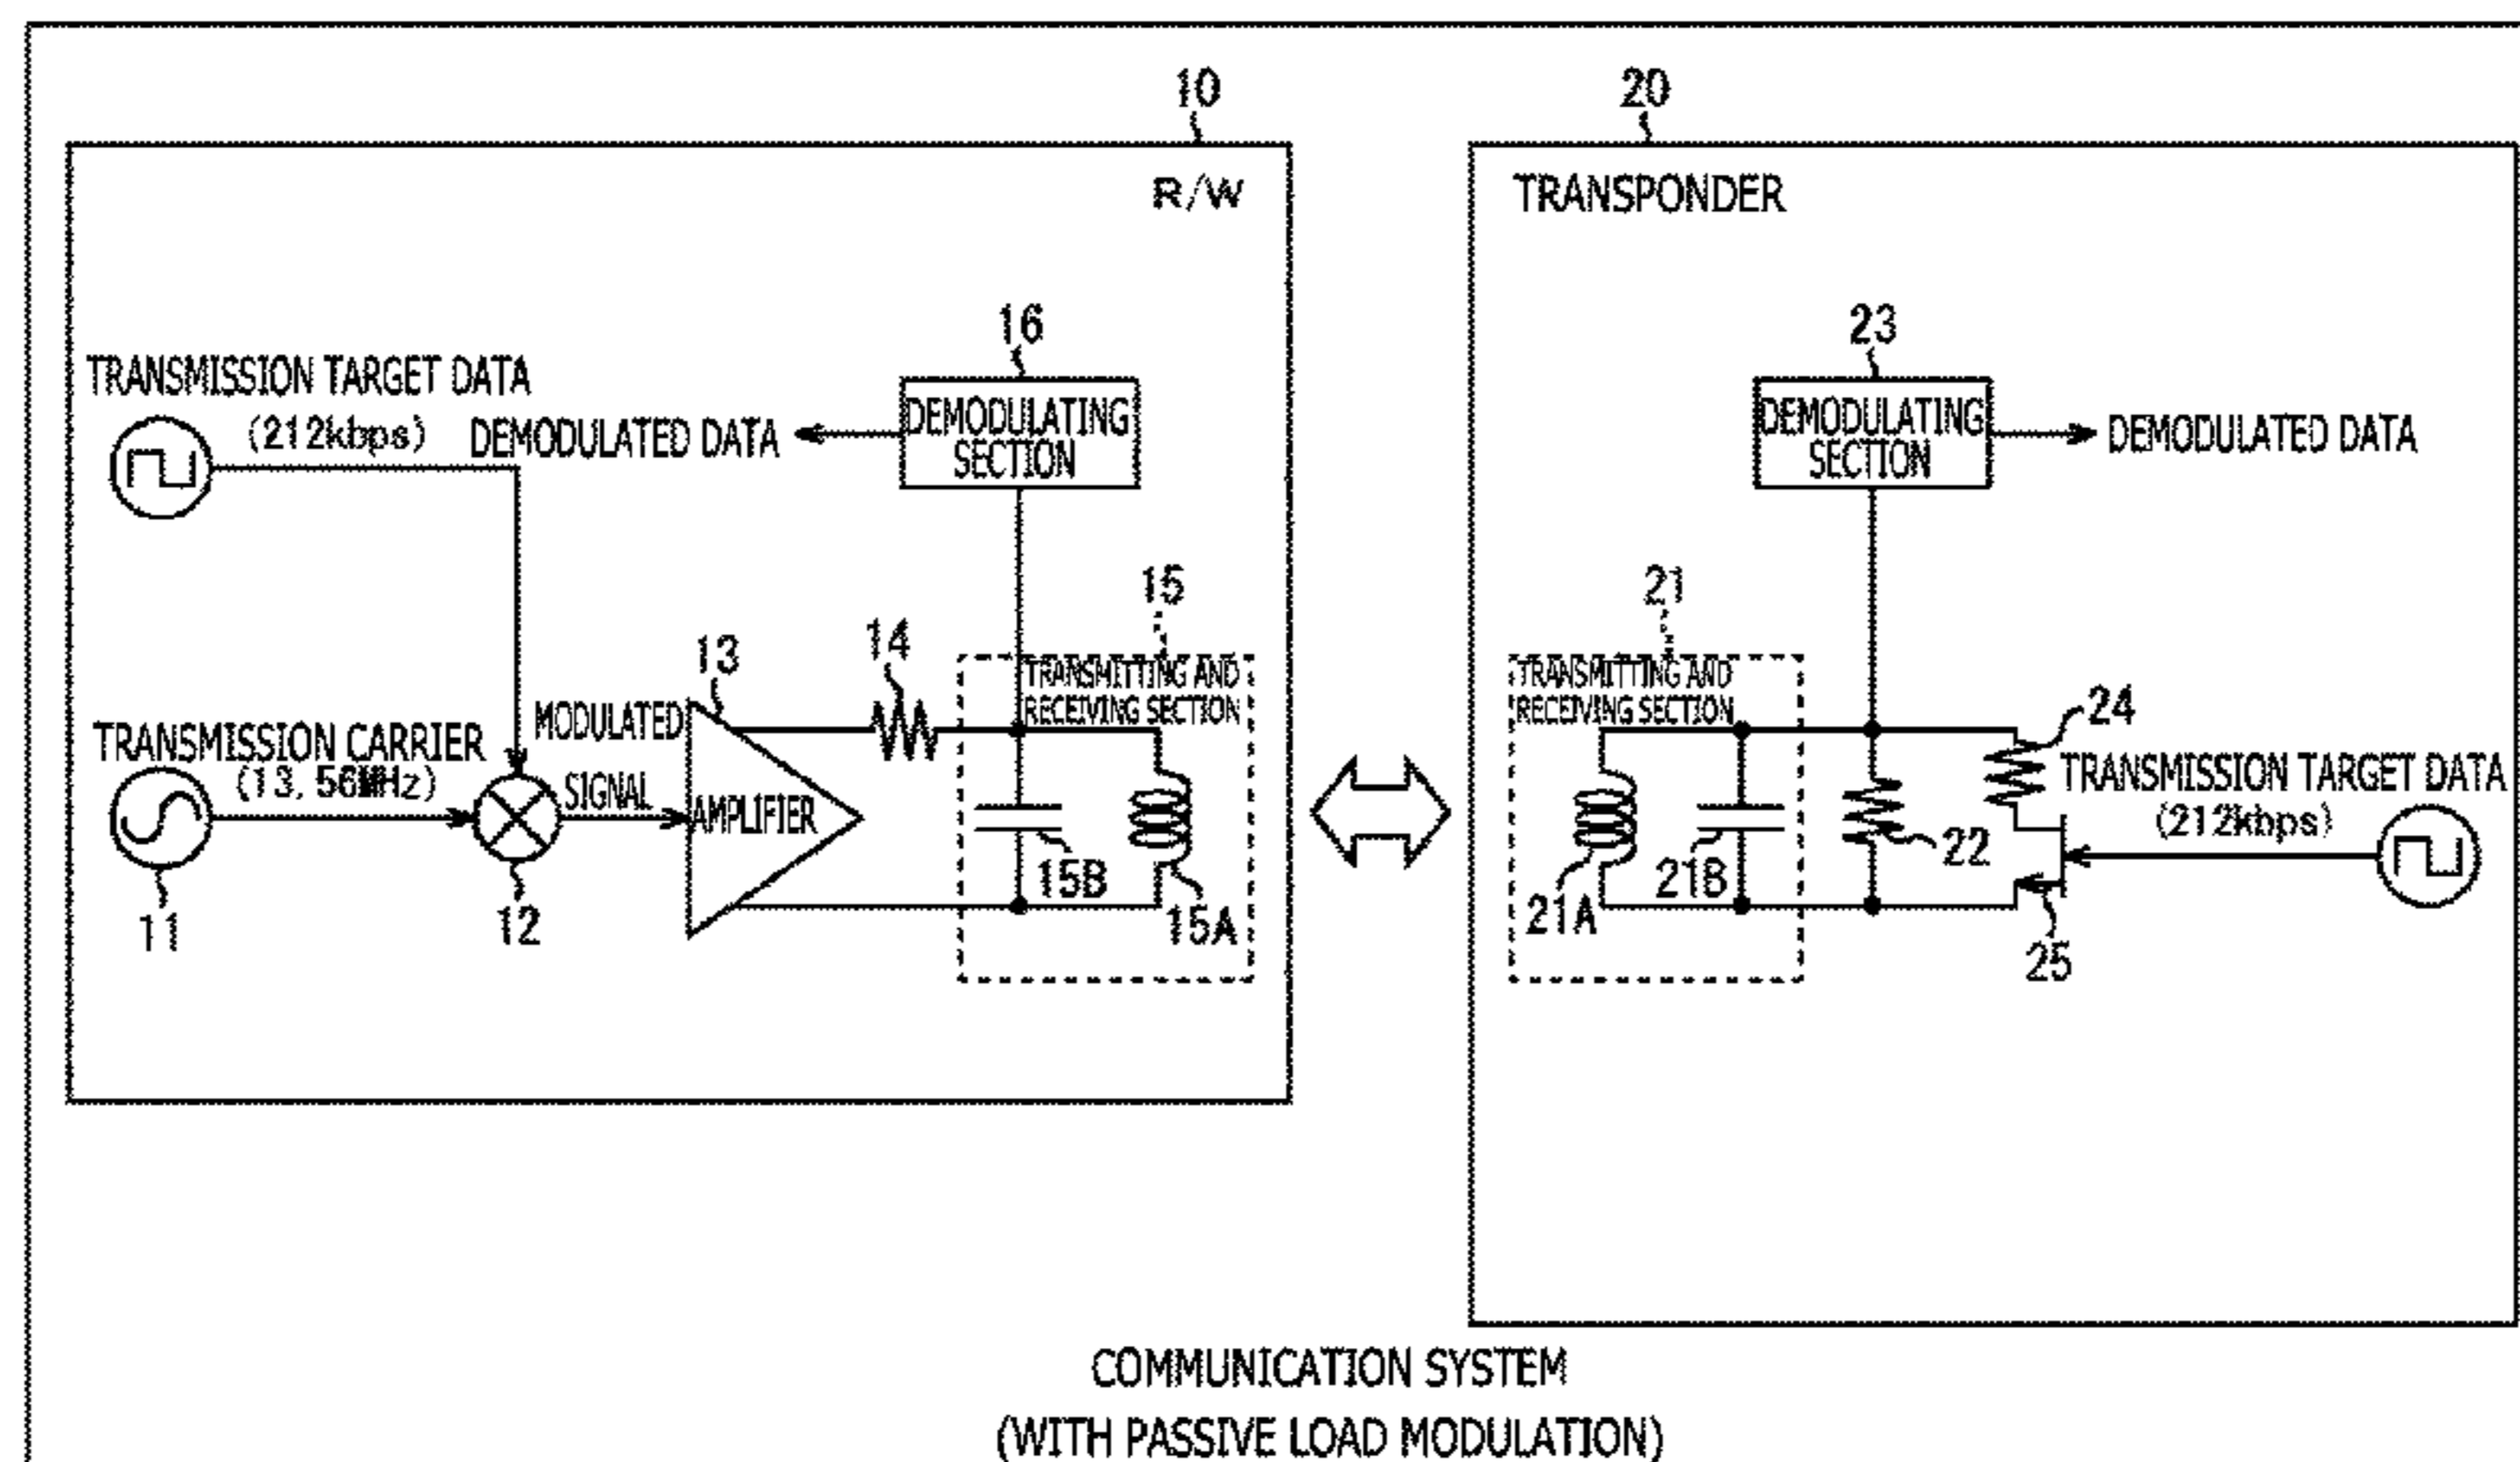 10
20
R/W
TRANSPONDER
16
23
TRANSMISSION TARGET DATA
(212kbps)
DEMODULATED DATA
DEMODULATING
SECTION
DEMODULATING
SECTION
DEMODULATED DATA
15
21
13
14
TRANSMITTING AND
RECEIVING SECTION
TRANSMITTING AND
RECEIVING SECTION
24
TRANSMISSION CARRIER
(13, 56MHz)
MODULATED
SIGNAL
AMPLIFIER
TRANSMISSION TARGET DATA
(212kbps)
11
12
15B
15A
21A
21B
22
25
COMMUNICATION SYSTEM
(WITH PASSIVE LOAD MODULATION)